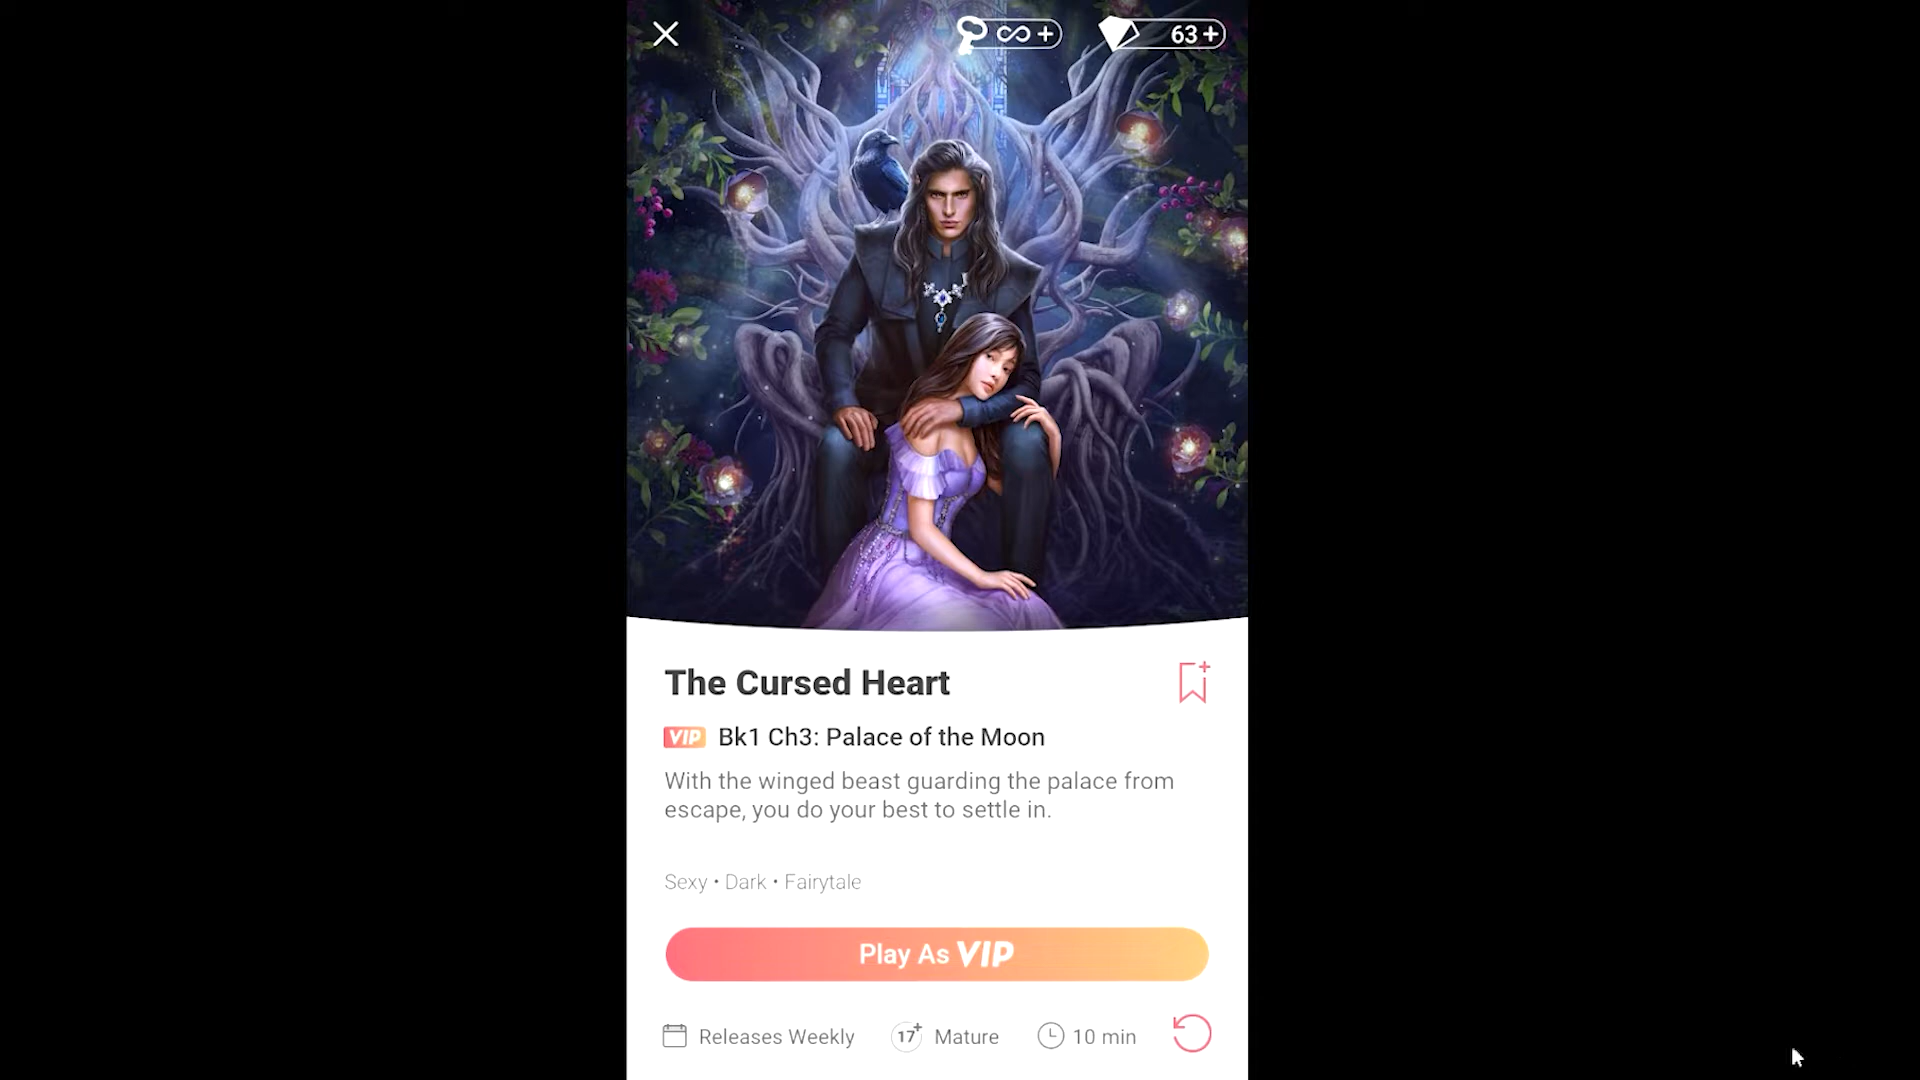 ∞ + 63 +
The Cursed Heart
VIP Bk1 Ch3: Palace of the Moon
With the winged beast guarding the palace from
escape, you do your best to settle in.
Sexy • Dark • Fairytale
Play As VIP
Releases Weekly 17+ Mature 10 min